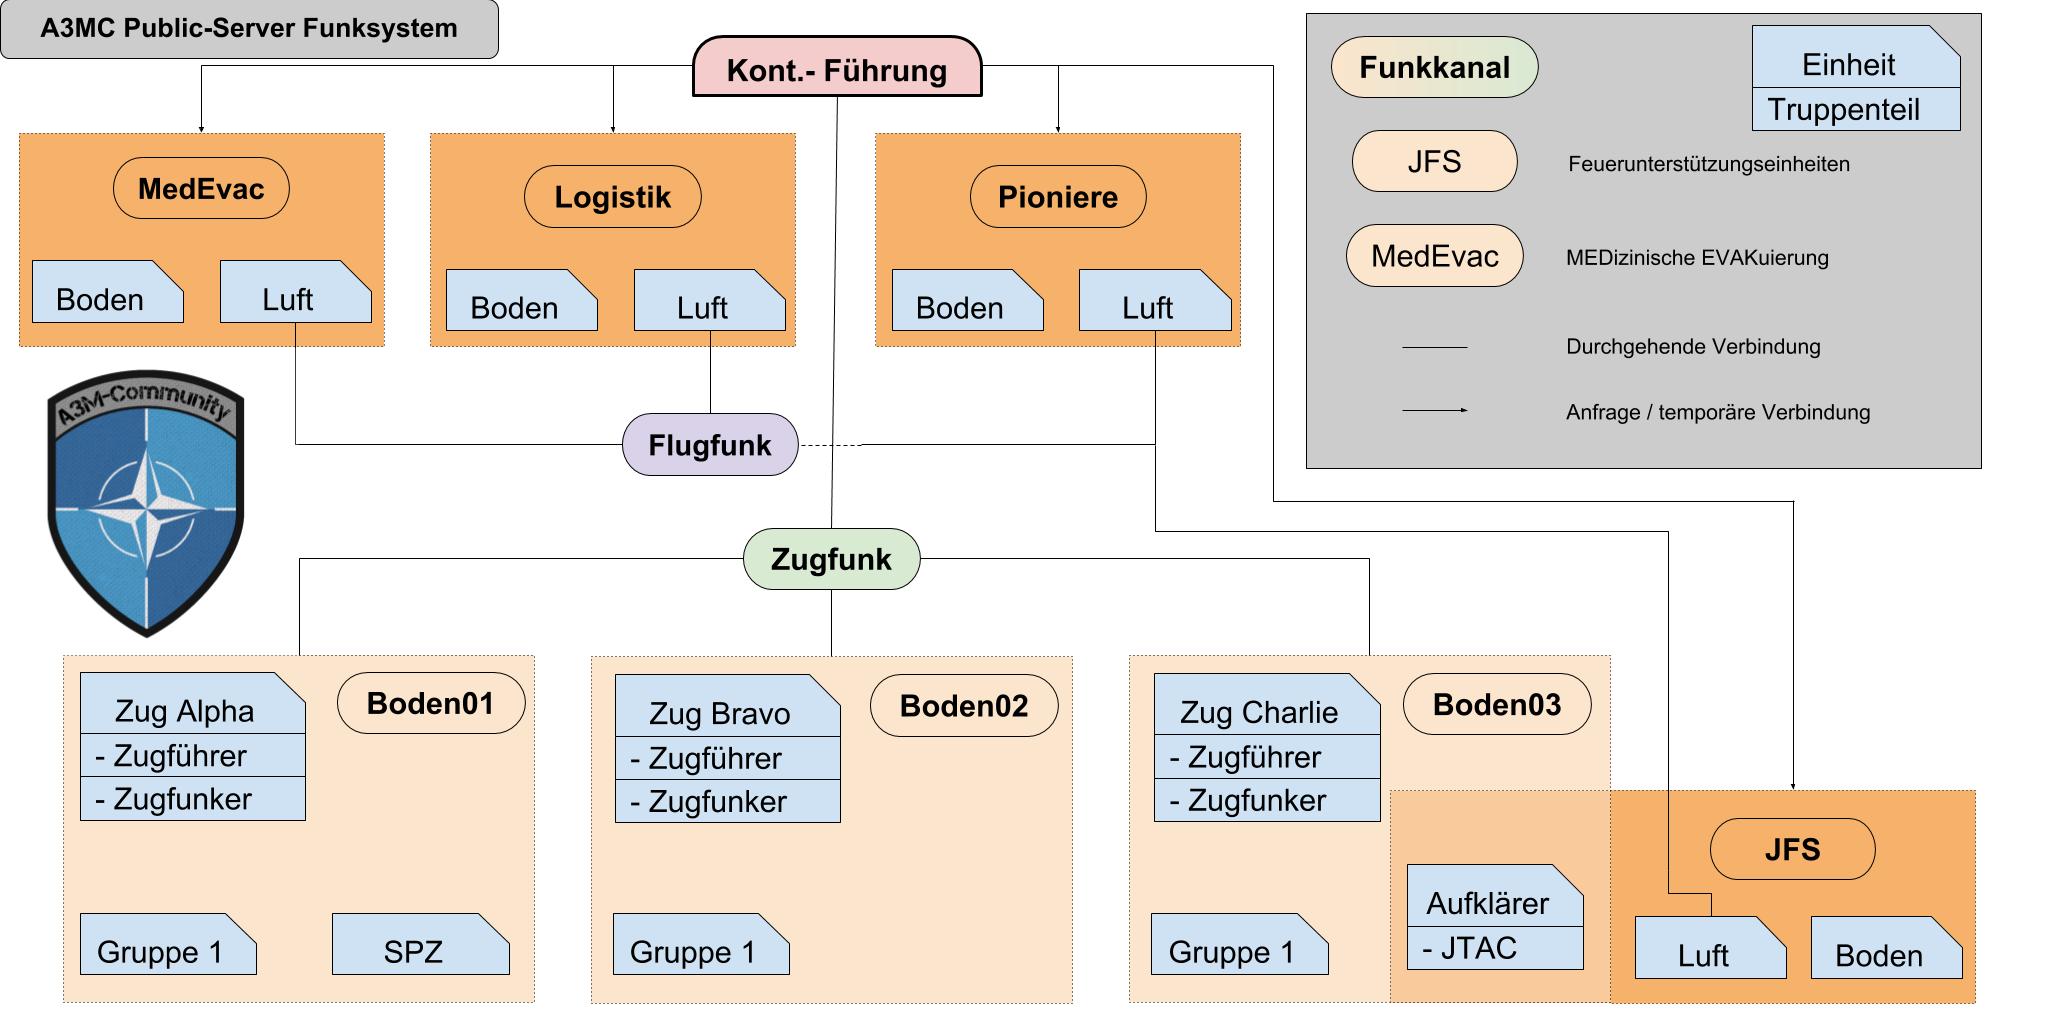 A3MC Public-Server Funksystem
Kont.- Führung
Funkkanal
Einheit
Truppenteil
JFS
Feuerunterstützungseinheiten
MedEvac
MEDizinische EVAKuierung
Durchgehende Verbindung
Anfrage / temporäre Verbindung
MedEvac
Boden
Luft
Logistik
Boden
Luft
Pioniere
Boden
Luft
A3M-Community
Flugfunk
Zugfunk
Zug Alpha
- Zugführer
- Zugfunker
Boden01
Gruppe 1
SPZ
Zug Bravo
- Zugführer
- Zugfunker
Boden02
Gruppe 1
Zug Charlie
- Zugführer
- Zugfunker
Boden03
Gruppe 1
Aufklärer
- JTAC
JFS
Luft
Boden